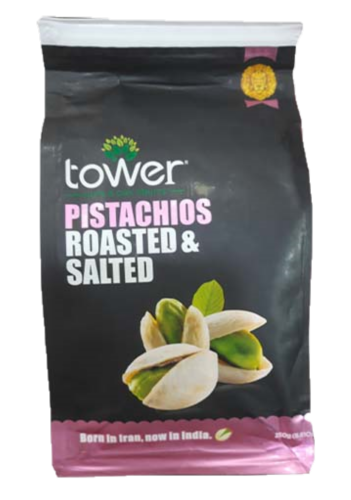 tower®
PISTACHIOS
ROASTED &
SALTED
Born in Iran, now in India.